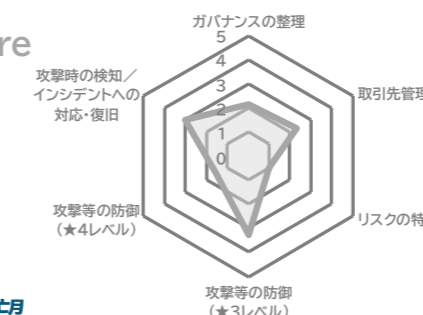 re
ガバナンスの整理
5
4
3
2
1
0
攻撃時の検知／
インシデントへの
対応・復旧
取引先管理
攻撃等の防御
（★4レベル）
リスクの特
攻撃等の防御
（★3レベル）